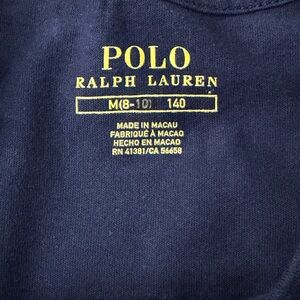 POLO
RALPH LAUREN
M(8-10) 140
MADE IN MACAU
FABRIQUÉ À MACAO
HECHO EN MACAO
RN 41381/CA 56658